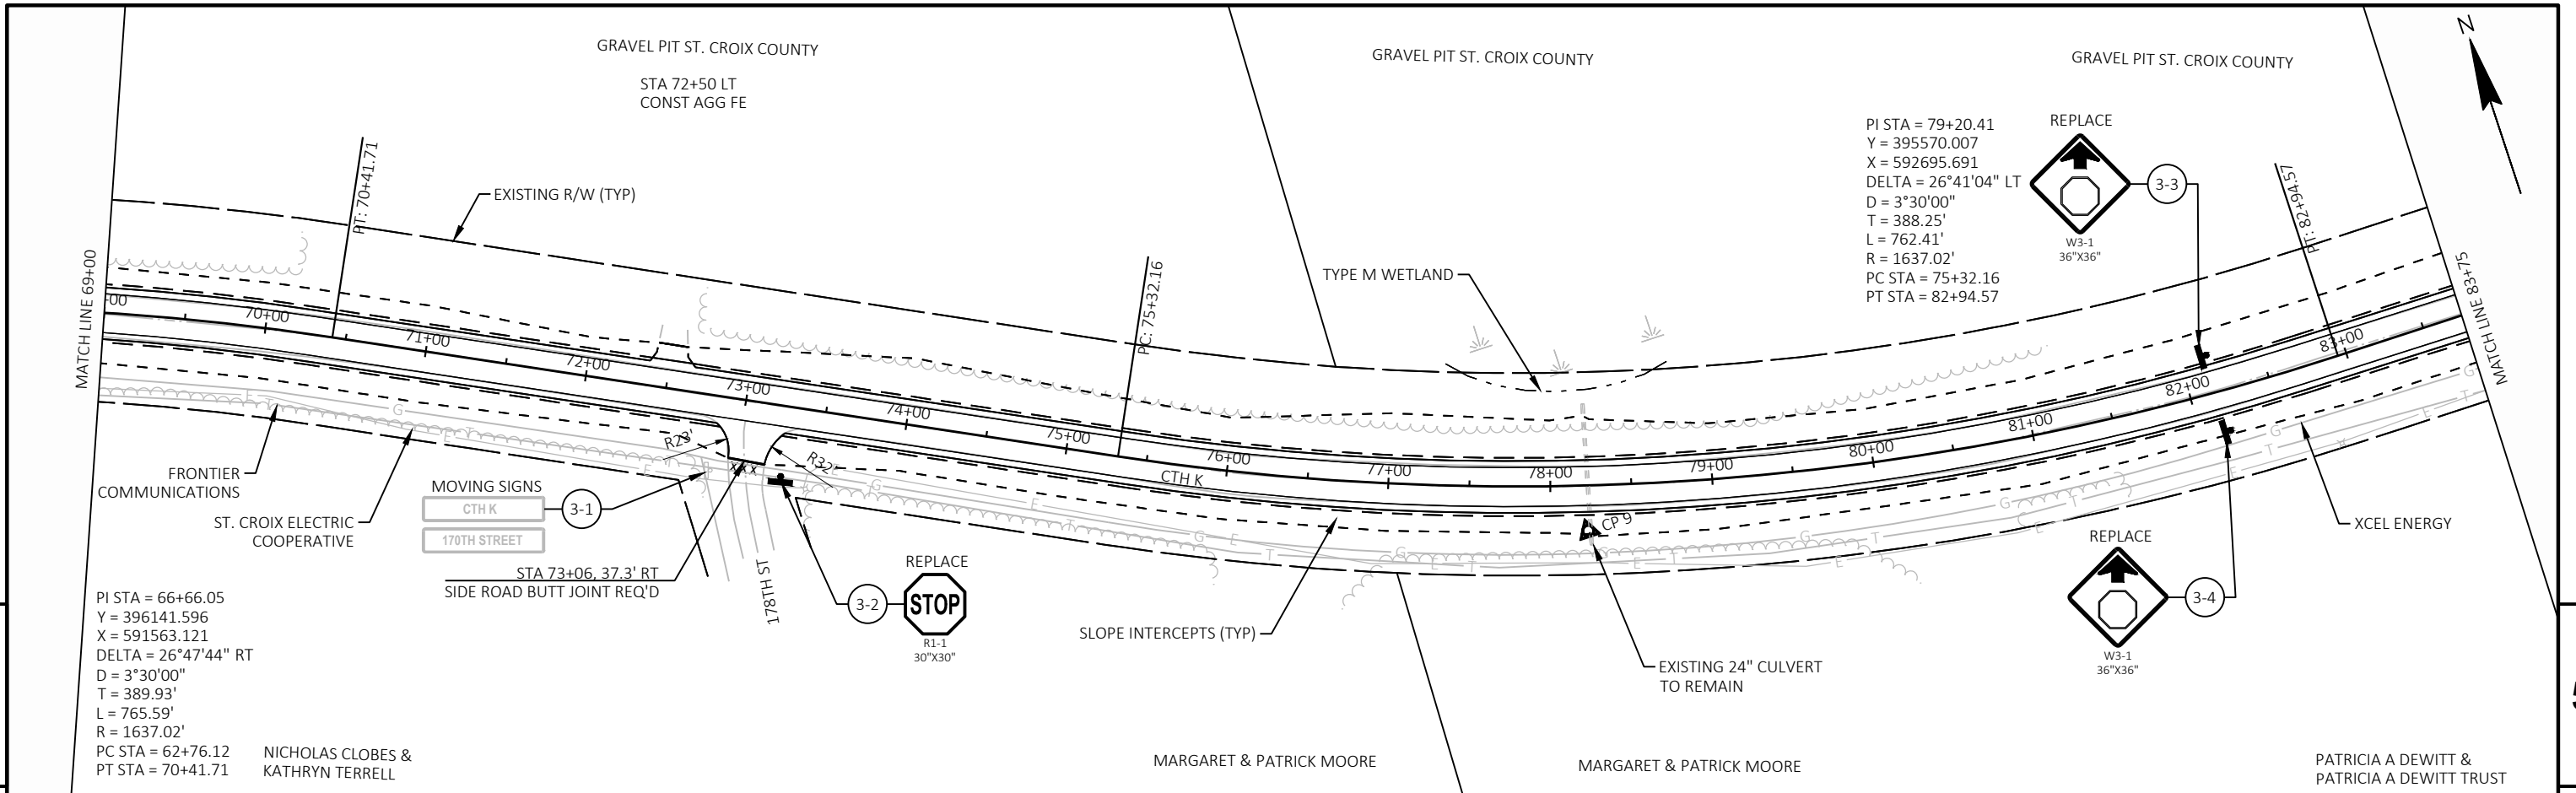 GRAVEL PIT ST. CROIX COUNTY
STA 72+50 LT
CONST AGG FE
GRAVEL PIT ST. CROIX COUNTY
GRAVEL PIT ST. CROIX COUNTY
N
PI STA = 79+20.41
Y = 395570.007
X = 592695.691
DELTA = 26°41'04" LT
D = 3°30'00"
T = 388.25'
L = 762.41'
R = 1637.02'
PC STA = 75+32.16
PT STA = 82+94.57
REPLACE
3-3
W3-1
36"X36"
PT: 70+41.71
EXISTING R/W (TYP)
PC: 75+32.16
TYPE M WETLAND
PT: 82+94.57
MATCH LINE 69+00
MATCH LINE 83+75
-00
70+00
71+00
72+00
73+00
74+00
75+00
76+00
77+00
78+00
79+00
80+00
81+00
82+00
83+00
CTH K
R23'
R32'
XXX
E
T
G
E
T
E
G
E
T
G
E
T
G
E
T
G
E
T
G
T
E
G
T
E
G
T
E
G
T
E
CP 9
FRONTIER
COMMUNICATIONS
ST. CROIX ELECTRIC
COOPERATIVE
MOVING SIGNS
CTH K
170TH STREET
3-1
STA 73+06, 37.3' RT
SIDE ROAD BUTT JOINT REQ'D
178TH ST
3-2
REPLACE
STOP
R1-1
30"X30"
SLOPE INTERCEPTS (TYP)
EXISTING 24" CULVERT
TO REMAIN
REPLACE
3-4
W3-1
36"X36"
XCEL ENERGY
PI STA = 66+66.05
Y = 396141.596
X = 591563.121
DELTA = 26°47'44" RT
D = 3°30'00"
T = 389.93'
L = 765.59'
R = 1637.02'
PC STA = 62+76.12
PT STA = 70+41.71
NICHOLAS CLOBES &
KATHRYN TERRELL
MARGARET & PATRICK MOORE
MARGARET & PATRICK MOORE
PATRICIA A DEWITT &
PATRICIA A DEWITT TRUST